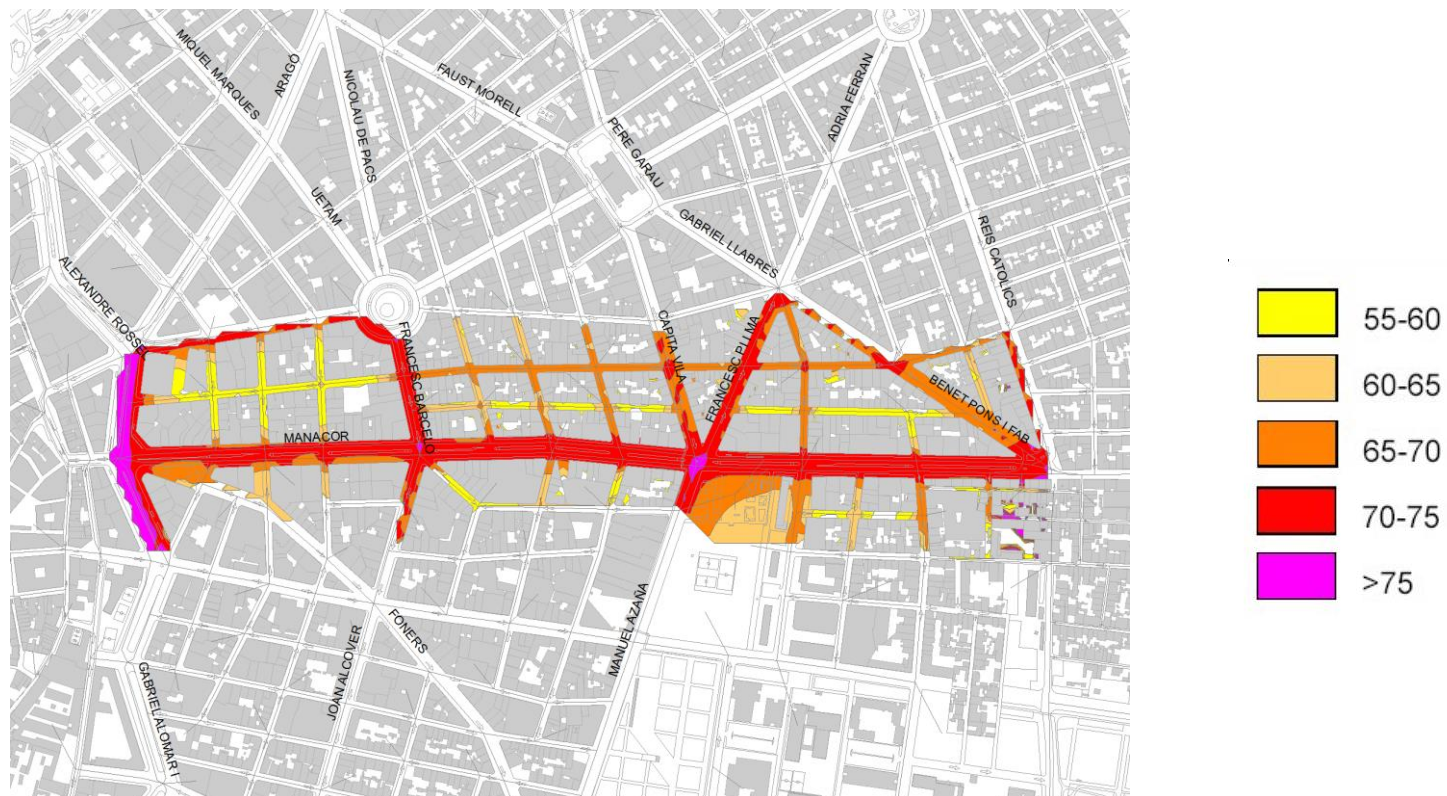 MIQUEL MARQUES
ARAGÓ
NICOLAU DE PACS
FAUST MORELL
PERE GARAU
ADRIA FERRAN
UETAM
GABRIEL LLABRES
REIS CATOLICS
ALEXANDRE ROSSE
FRANCESC BARCELO
CAPITA VILA
FRANCESC PI I MA
BENET PONS I FAB
MANACOR
FONERS
JOAN ALCOVER
MANUEL AZAÑA
GABRIEL ALOMAR I
55-60
60-65
65-70
70-75
>75